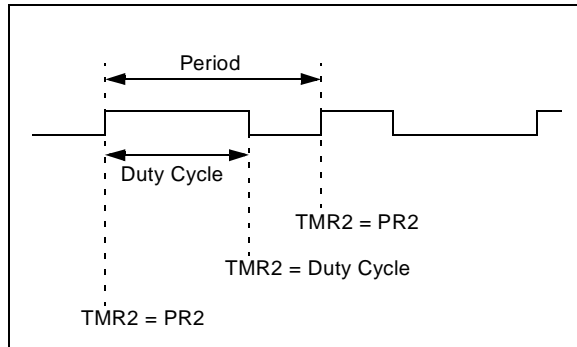 Period
Duty Cycle
TMR2 = PR2
TMR2 = Duty Cycle
TMR2 = PR2